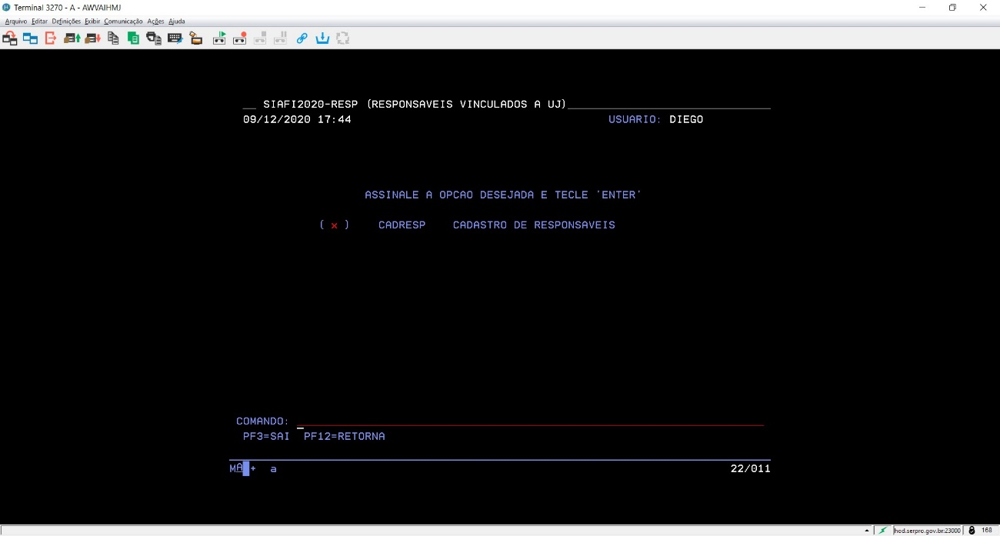 Terminal 3270 - A - AWVAIHMJ
Arquivo Editar Definições Exibir Comunicação Ações Ajuda
__ SIAFI2020-RESP (RESPONSAVEIS VINCULADOS A UJ)______________________________
09/12/2020 17:44 USUARIO: DIEGO
ASSINALE A OPCAO DESEJADA E TECLE 'ENTER'
( x ) CADRESP CADASTRO DE RESPONSAVEIS
COMANDO:
PF3=SAI PF12=RETORNA
MA + a 22/011
hod.serpro.gov.br:23000 168